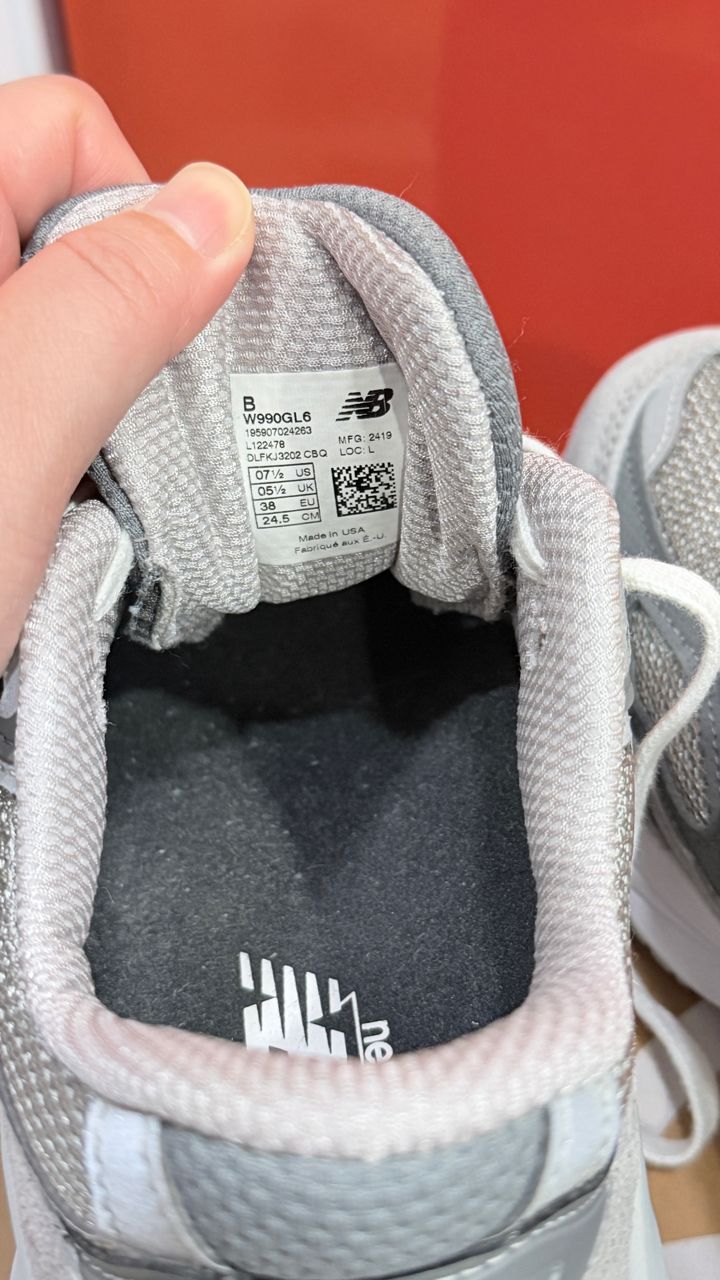 B
W990GL6
NB
195907024263
L122478
MFG: 2419
DLFKJ3202 CBQ
LOC: L
07½ US
05½ UK
38 EU
24.5 CM
Made in USA
Fabriqué aux É.-U.
ne